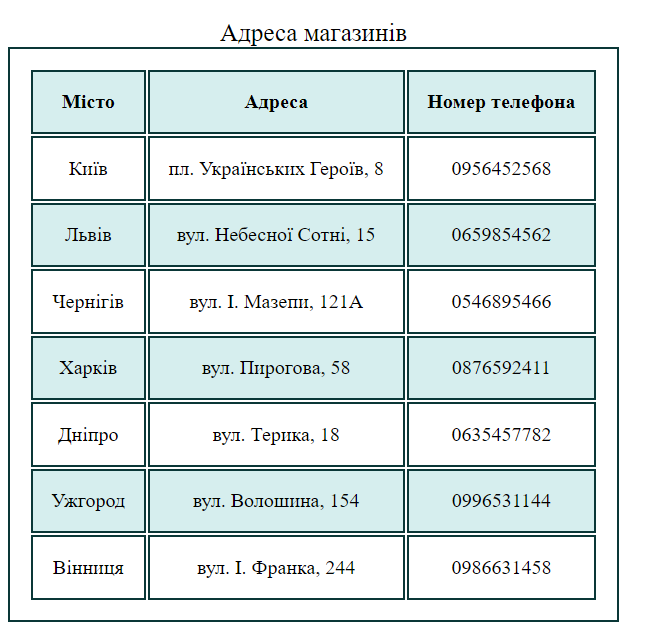 Адреса магазинів
Місто Адреса Номер телефона
Київ пл. Українських Героїв, 8 0956452568
Львів вул. Небесної Сотні, 15 0659854562
Чернігів вул. І. Мазепи, 121А 0546895466
Харків вул. Пирогова, 58 0876592411
Дніпро вул. Терика, 18 0635457782
Ужгород вул. Волошина, 154 0996531144
Вінниця вул. І. Франка, 244 0986631458